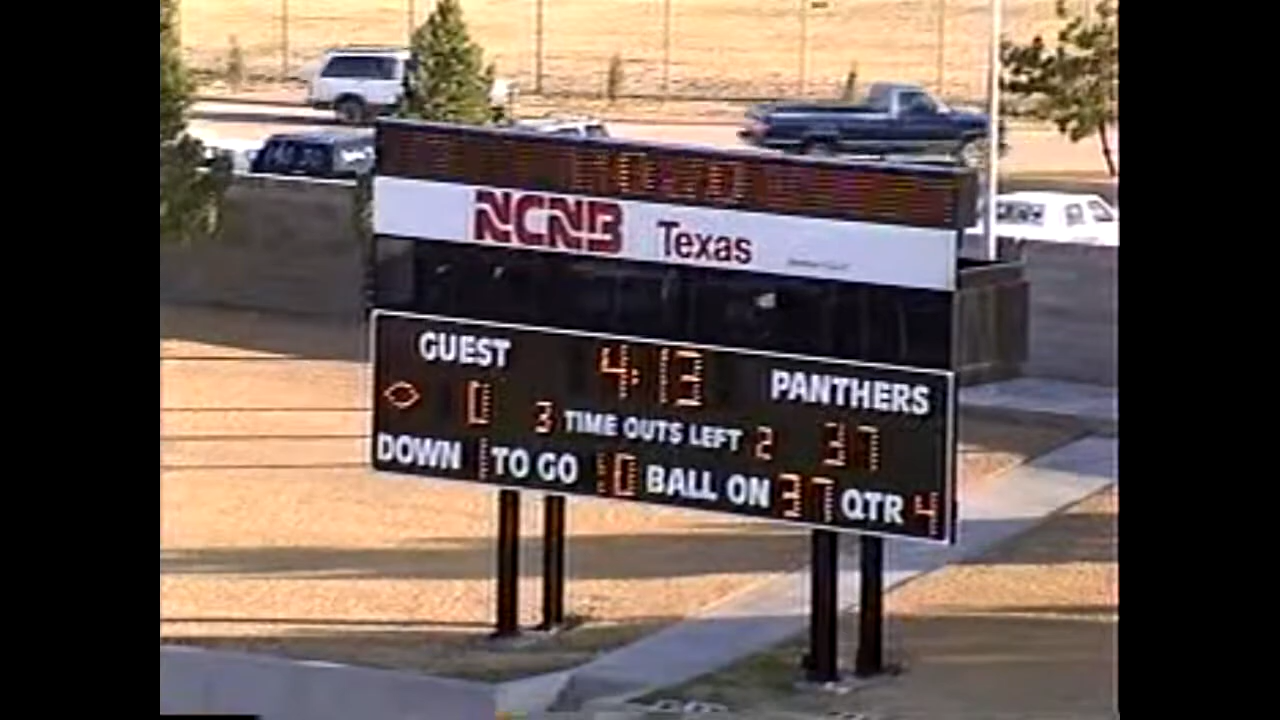 NCNB Texas
GUEST 4:13 PANTHERS
0 3 TIME OUTS LEFT 2 37
DOWN 1 TO GO 10 BALL ON 37 QTR 4